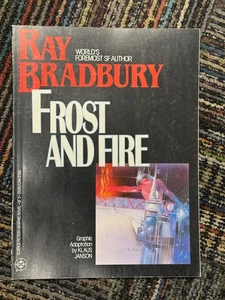 RAY
WORLD'S
FOREMOST SF AUTHOR
BRADBURY
FROST
AND FIRE
Graphic
Adaptation
by KLAUS
JANSON